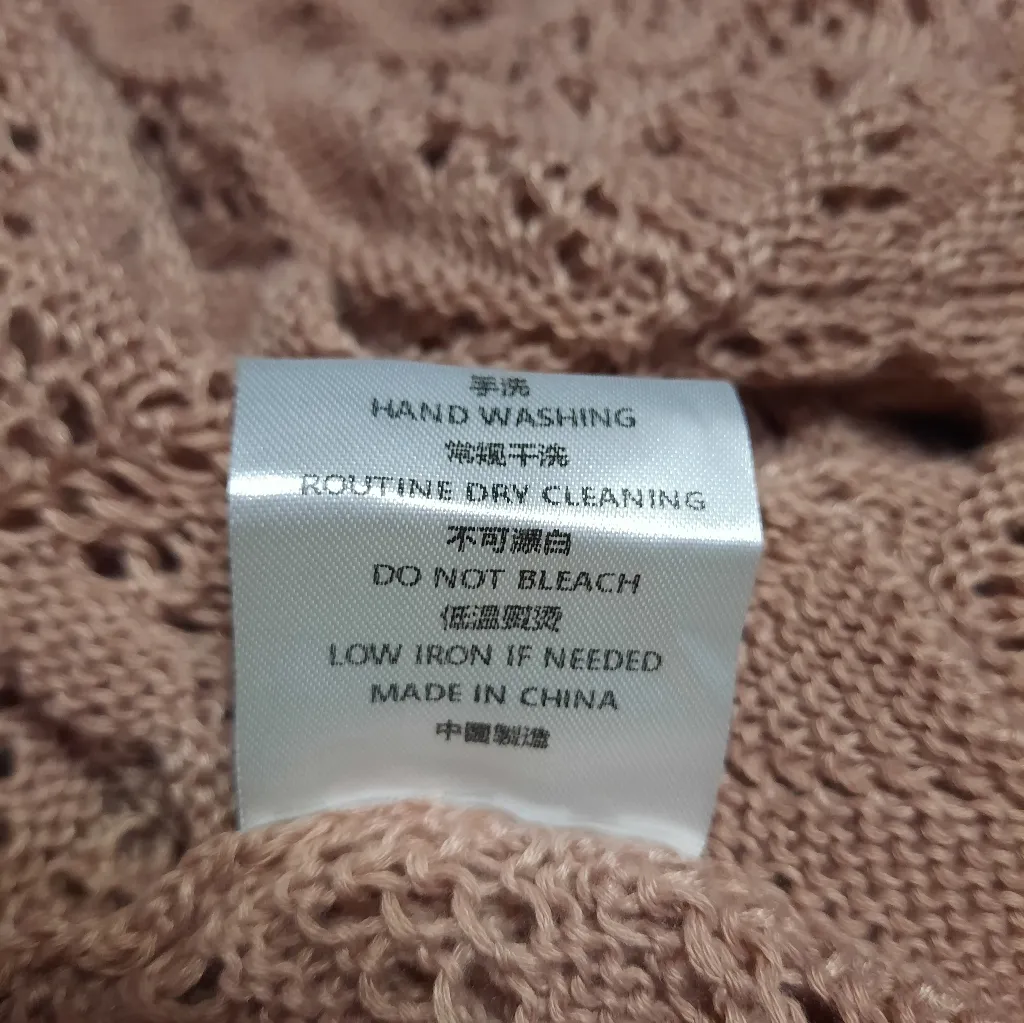 手洗
HAND WASHING
常规干洗
ROUTINE DRY CLEANING
不可漂白
DO NOT BLEACH
低温熨烫
LOW IRON IF NEEDED
MADE IN CHINA
中國製造